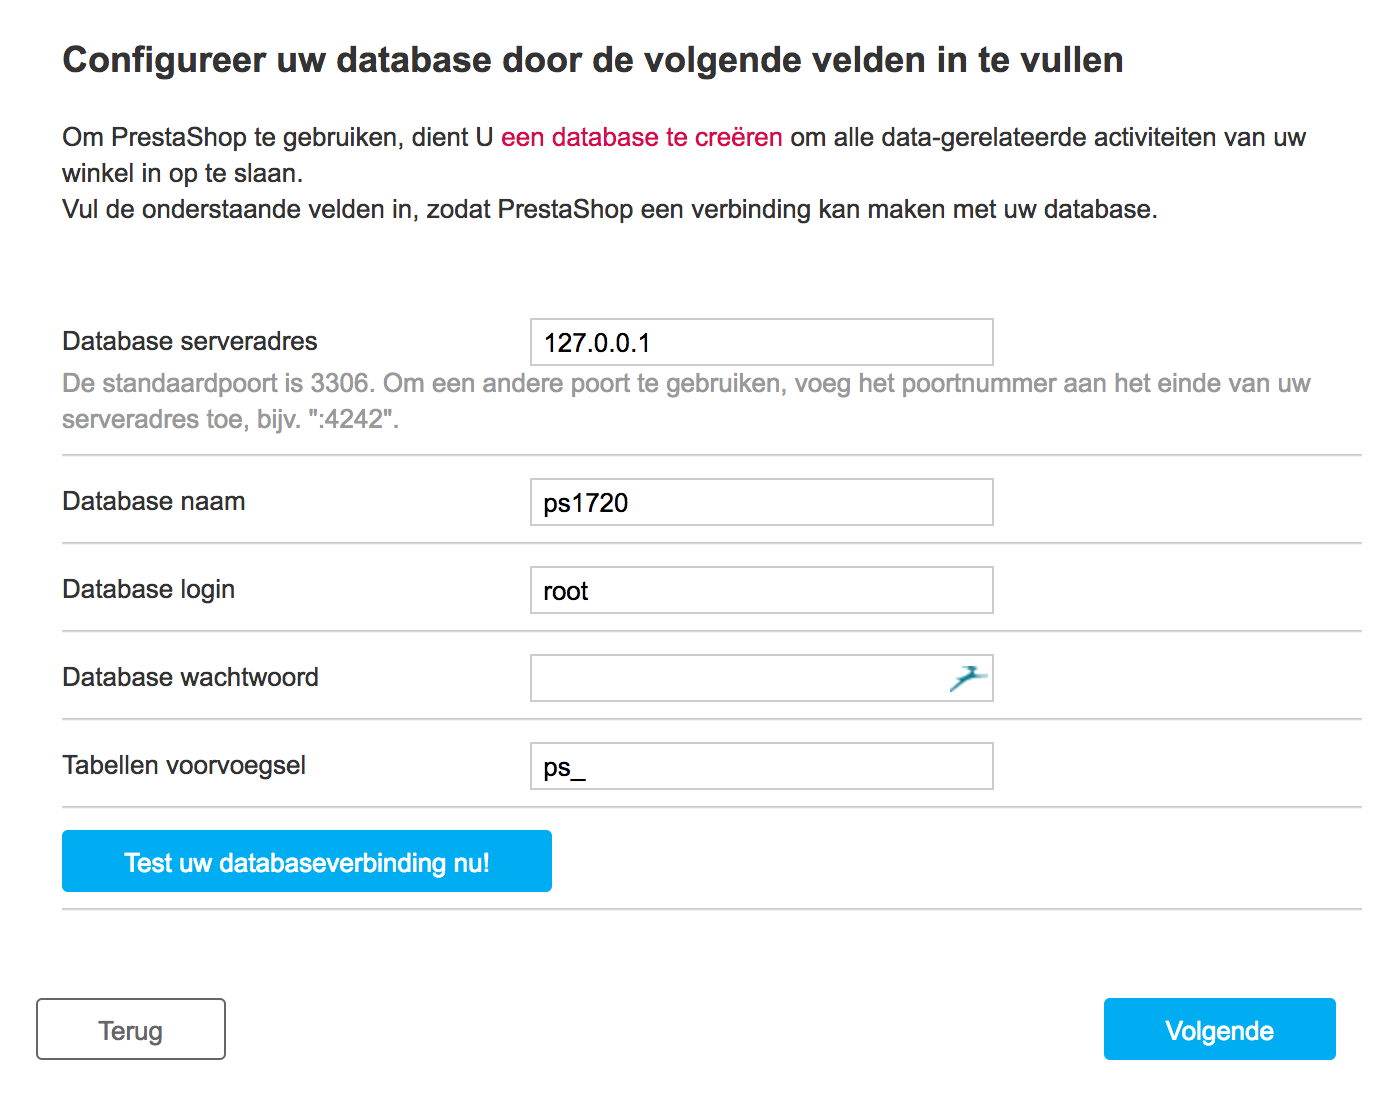 Configureer uw database door de volgende velden in te vullen
Om PrestaShop te gebruiken, dient U een database te creëren om alle data-gerelateerde activiteiten van uw
winkel in op te slaan.
Vul de onderstaande velden in, zodat PrestaShop een verbinding kan maken met uw database.
Database serveradres 127.0.0.1
De standaardpoort is 3306. Om een andere poort te gebruiken, voeg het poortnummer aan het einde van uw
serveradres toe, bijv. ":4242".
Database naam ps1720
Database login root
Database wachtwoord
Tabellen voorvoegsel ps_
Test uw databaseverbinding nu!
Terug Volgende